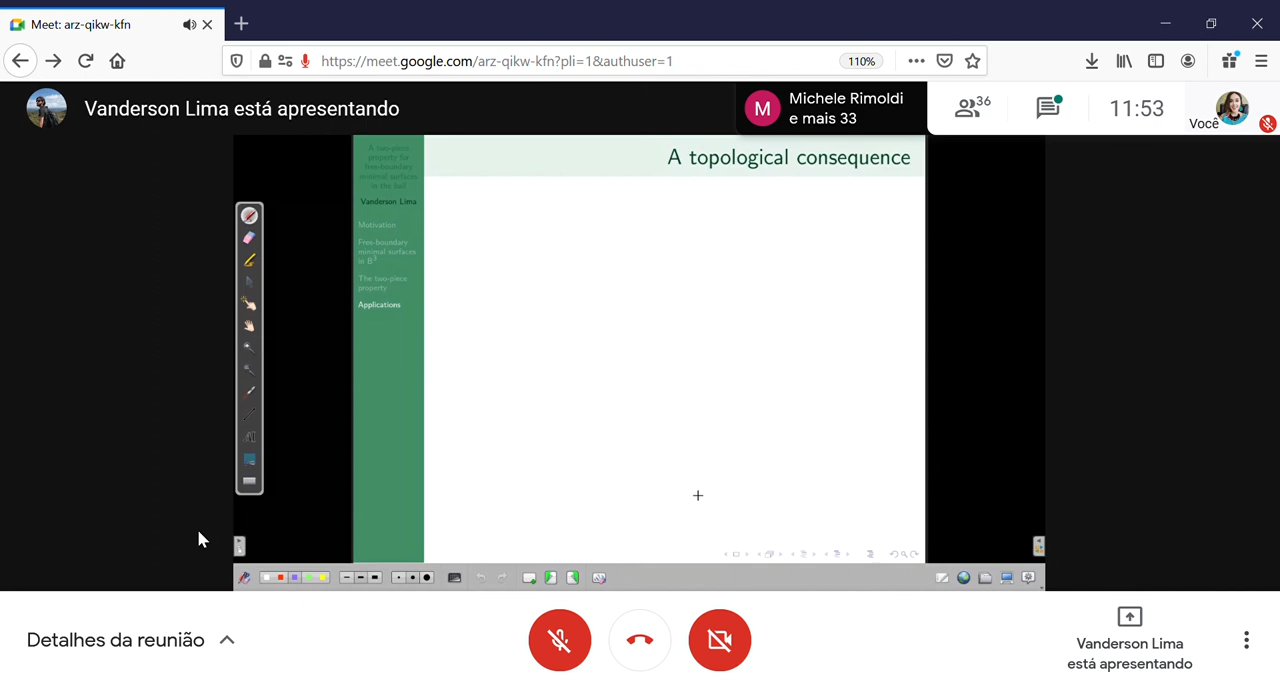 Meet: arz-qikw-kfn
https://meet.google.com/arz-qikw-kfn?pli=1&authuser=1
110%
Vanderson Lima está apresentando
M
Michele Rimoldi
e mais 33
36
11:53
Você
A two-piece
property for
free-boundary
minimal surfaces
in the ball
Vanderson Lima
Motivation
Free-boundary
minimal surfaces
in B³
The two-piece
property
Applications
A topological consequence
Detalhes da reunião
Vanderson Lima
está apresentando